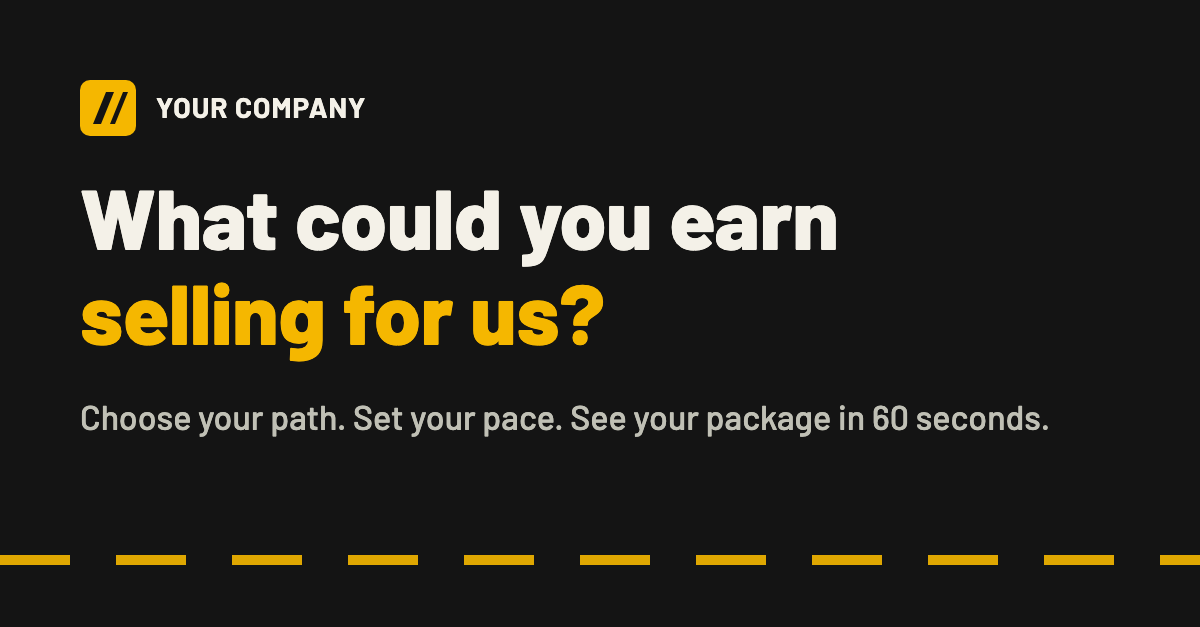 YOUR COMPANY
What could you earn
selling for us?
Choose your path. Set your pace. See your package in 60 seconds.